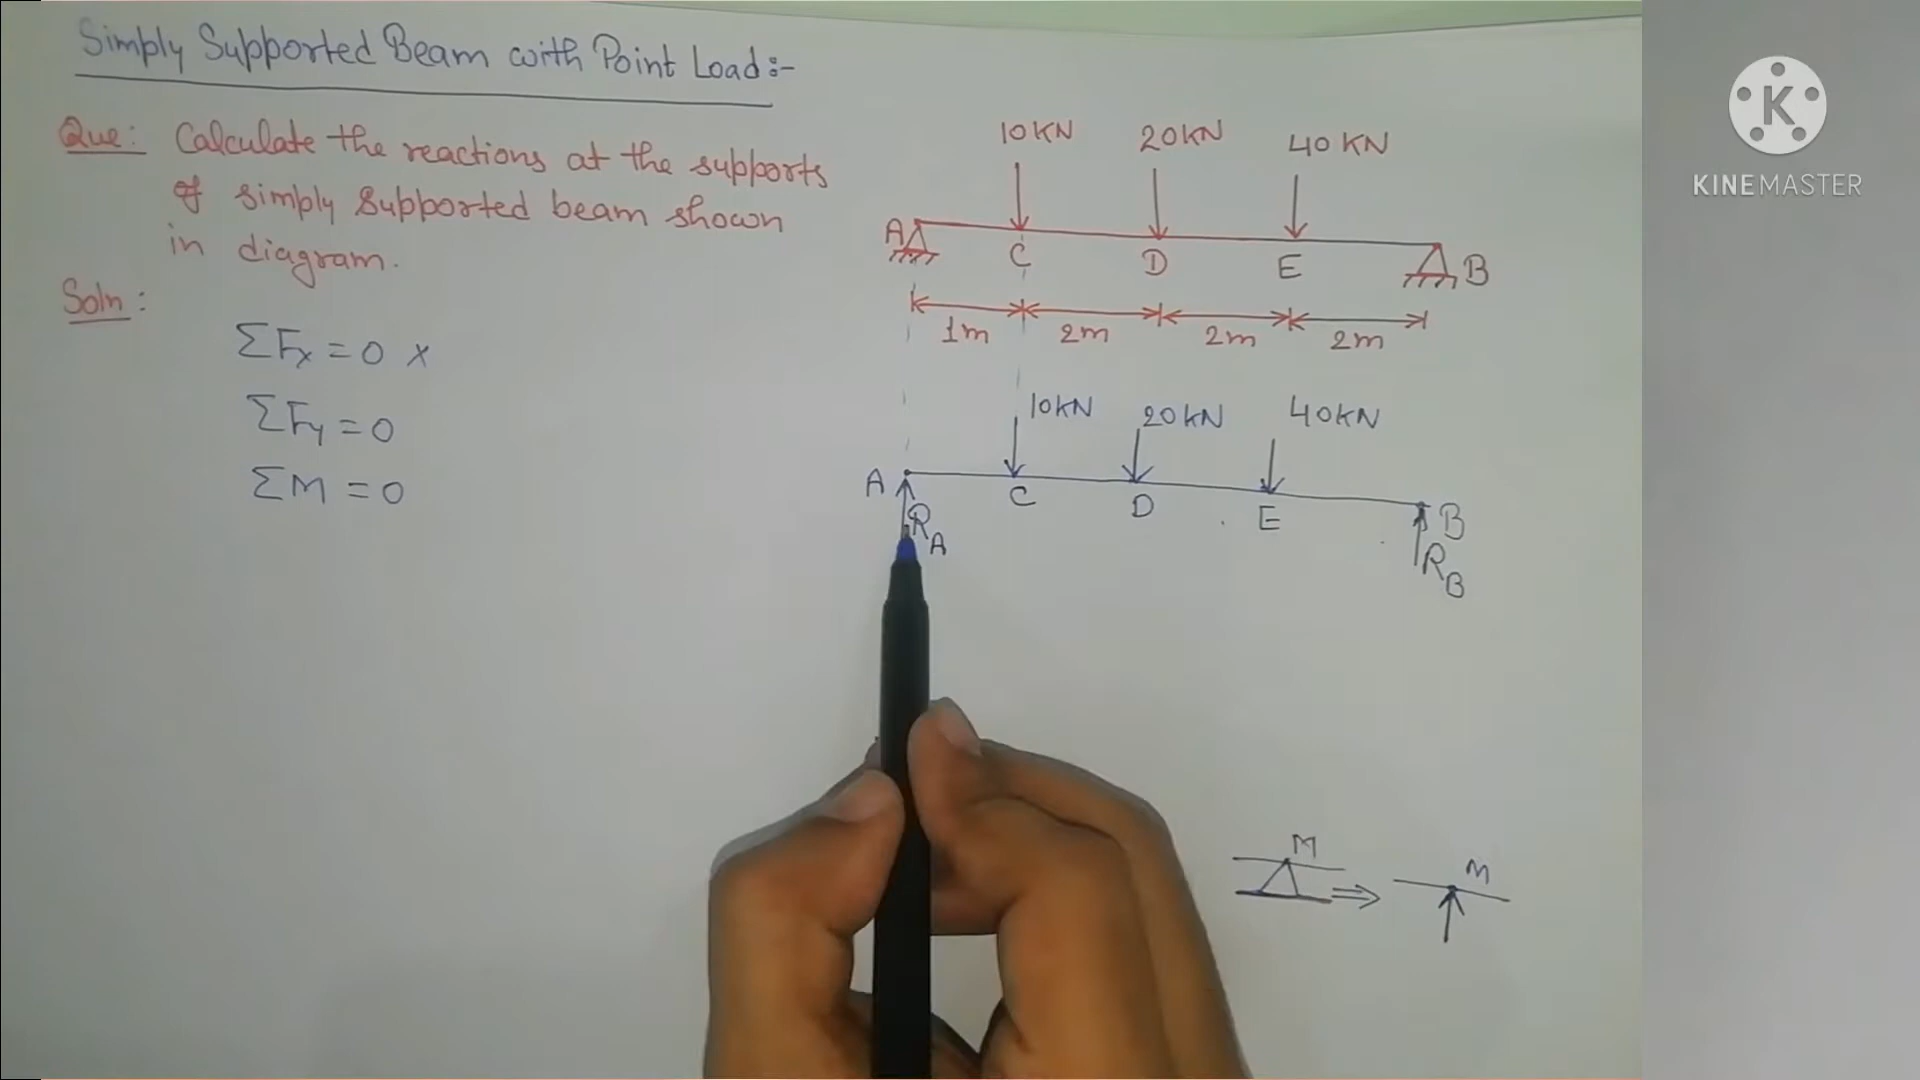 Simply Supported Beam with Point Load:-
Que: Calculate the reactions at the supports
of simply supported beam shown
in diagram.
Soln:
ΣFx = 0 x
ΣFy = 0
ΣM = 0
10KN 20KN 40KN
A C D E B
1m 2m 2m 2m
10KN 20KN 40KN
A C D E B
RA RB
M M
K
KINEMASTER